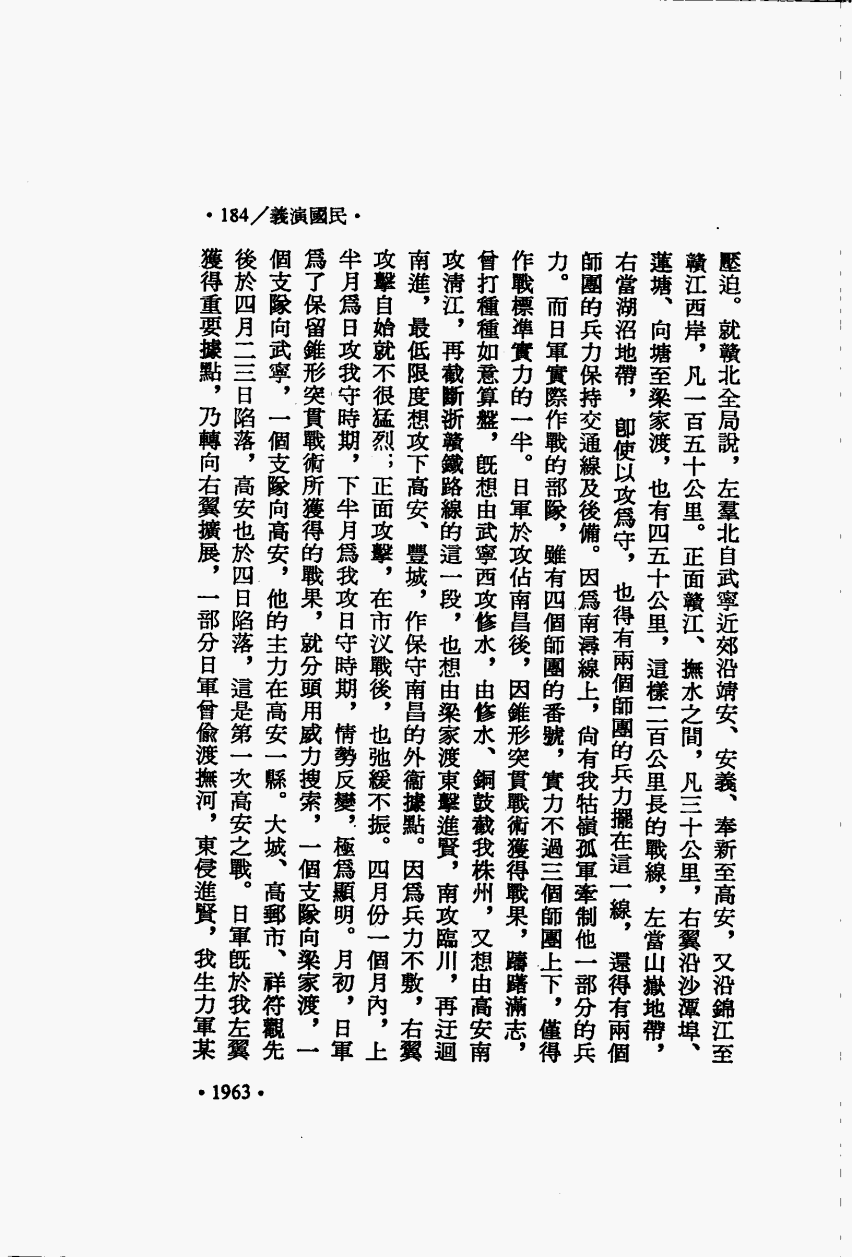 •184／義演國民•
壓迫。就贛北全局說，左羣北自武寧近郊沿靖安、安義、奉新至高安，又沿錦江至
贛江西岸，凡一百五十公里。正面贛江、撫水之間，凡三十公里，右翼沿沙潭埠、
蓮塘、向塘至梁家渡，也有四五十公里，這樣二百公里長的戰線，左當山嶽地帶，
右當湖沼地帶，卽使以攻爲守，也得有兩個師團的兵力擺在這一線，還得有兩個
師團的兵力保持交通線及後備。因爲南潯線上，尙有我牯嶺孤軍牽制他一部分的兵
力。而日軍實際作戰的部隊，雖有四個師團的番號，實力不過三個師團上下，僅得
作戰標準實力的一半。日軍於攻佔南昌後，因錐形突貫戰術獲得戰果，躊躇滿志，
曾打種種如意算盤，旣想由武寧西攻修水，由修水、銅鼓截我株州，又想由高安南
攻淸江，再截斷浙贛鐵路線的這一段，也想由梁家渡東擊進賢，南攻臨川，再迂迴
南進，最低限度想攻下高安、豐城，作保守南昌的外衞據點。因爲兵力不敷，右翼
攻擊自始就不很猛烈；正面攻擊，在市汊戰後，也弛緩不振。四月份一個月內，上
半月爲日攻我守時期，下半月爲我攻日守時期，情勢反變，極爲顯明。月初，日軍
爲了保留錐形突貫戰術所獲得的戰果，就分頭用威力搜索，一個支隊向梁家渡，一
個支隊向武寧，一個支隊向高安，他的主力在高安一縣。大城、高郵市、祥符觀先
後於四月二三日陷落，高安也於四日陷落，這是第一次高安之戰。日軍旣於我左翼
獲得重要據點，乃轉向右翼擴展，一部分日軍曾偸渡撫河，東侵進賢，我生力軍某
•1963•